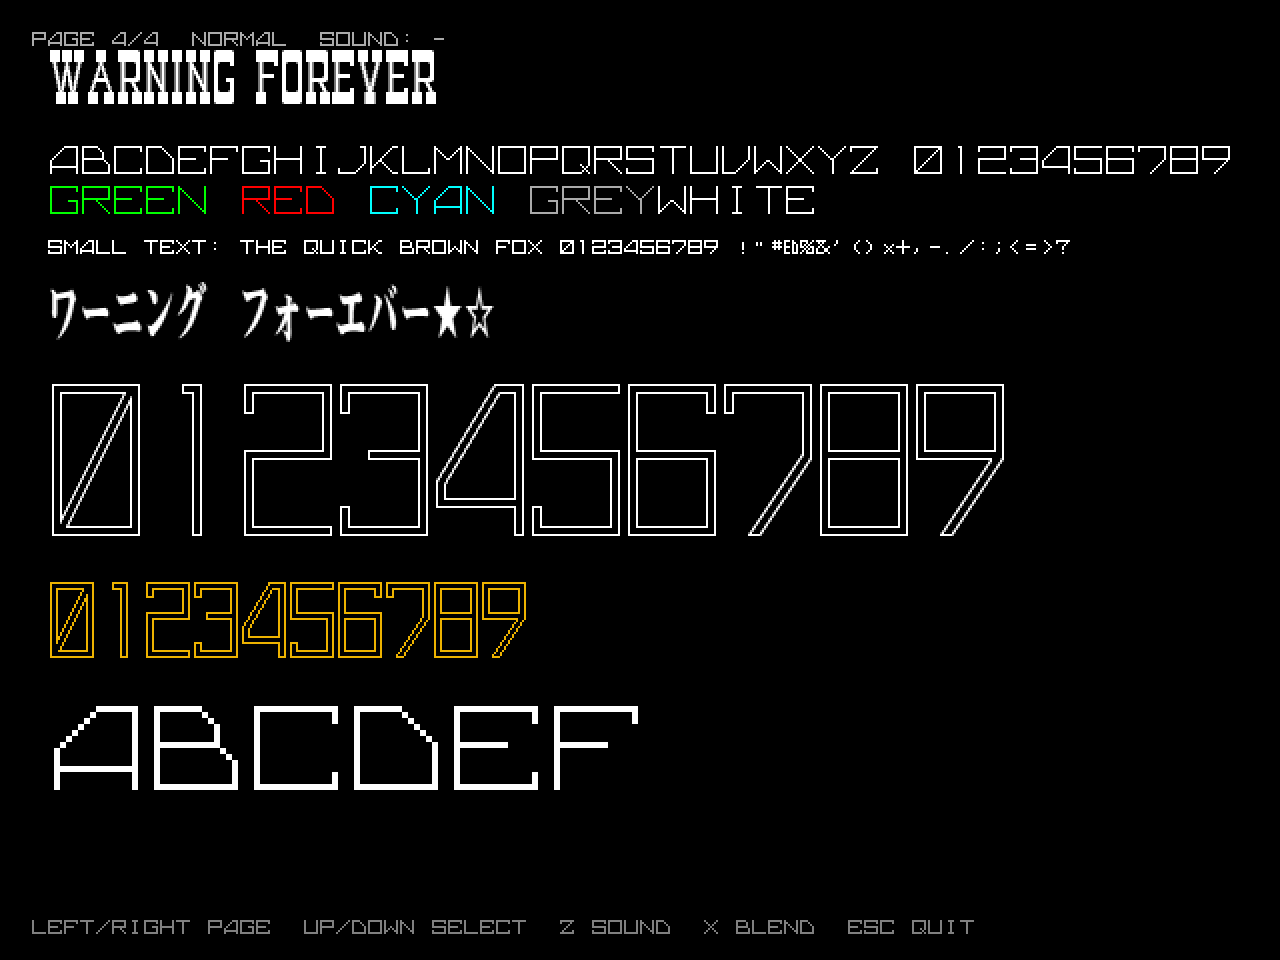 PAGE 4/4 NORMAL SOUND: -
WARNING FOREVER
ABCDEFGHIJKLMNOPQRSTUVWXYZ 0123456789
GREEN RED CYAN GREYWHITE
SMALL TEXT: THE QUICK BROWN FOX 0123456789 !"#$%&'()*+,-./:;<=>?
ワーニング フォーエバー★☆
0123456789
0123456789
ABCDEF
LEFT/RIGHT PAGE UP/DOWN SELECT Z SOUND X BLEND ESC QUIT